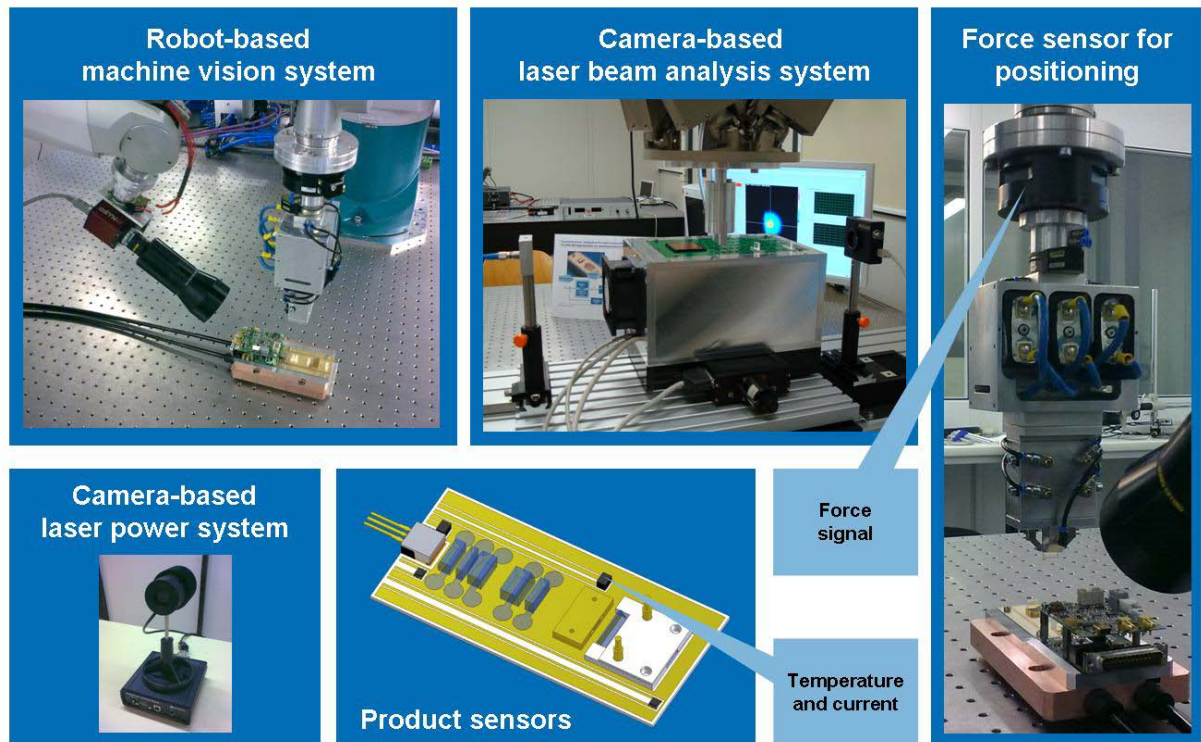 Robot-based
machine vision system
Camera-based
laser beam analysis system
Force sensor for
positioning
Camera-based
laser power system
Product sensors
Force
signal
Temperature
and current